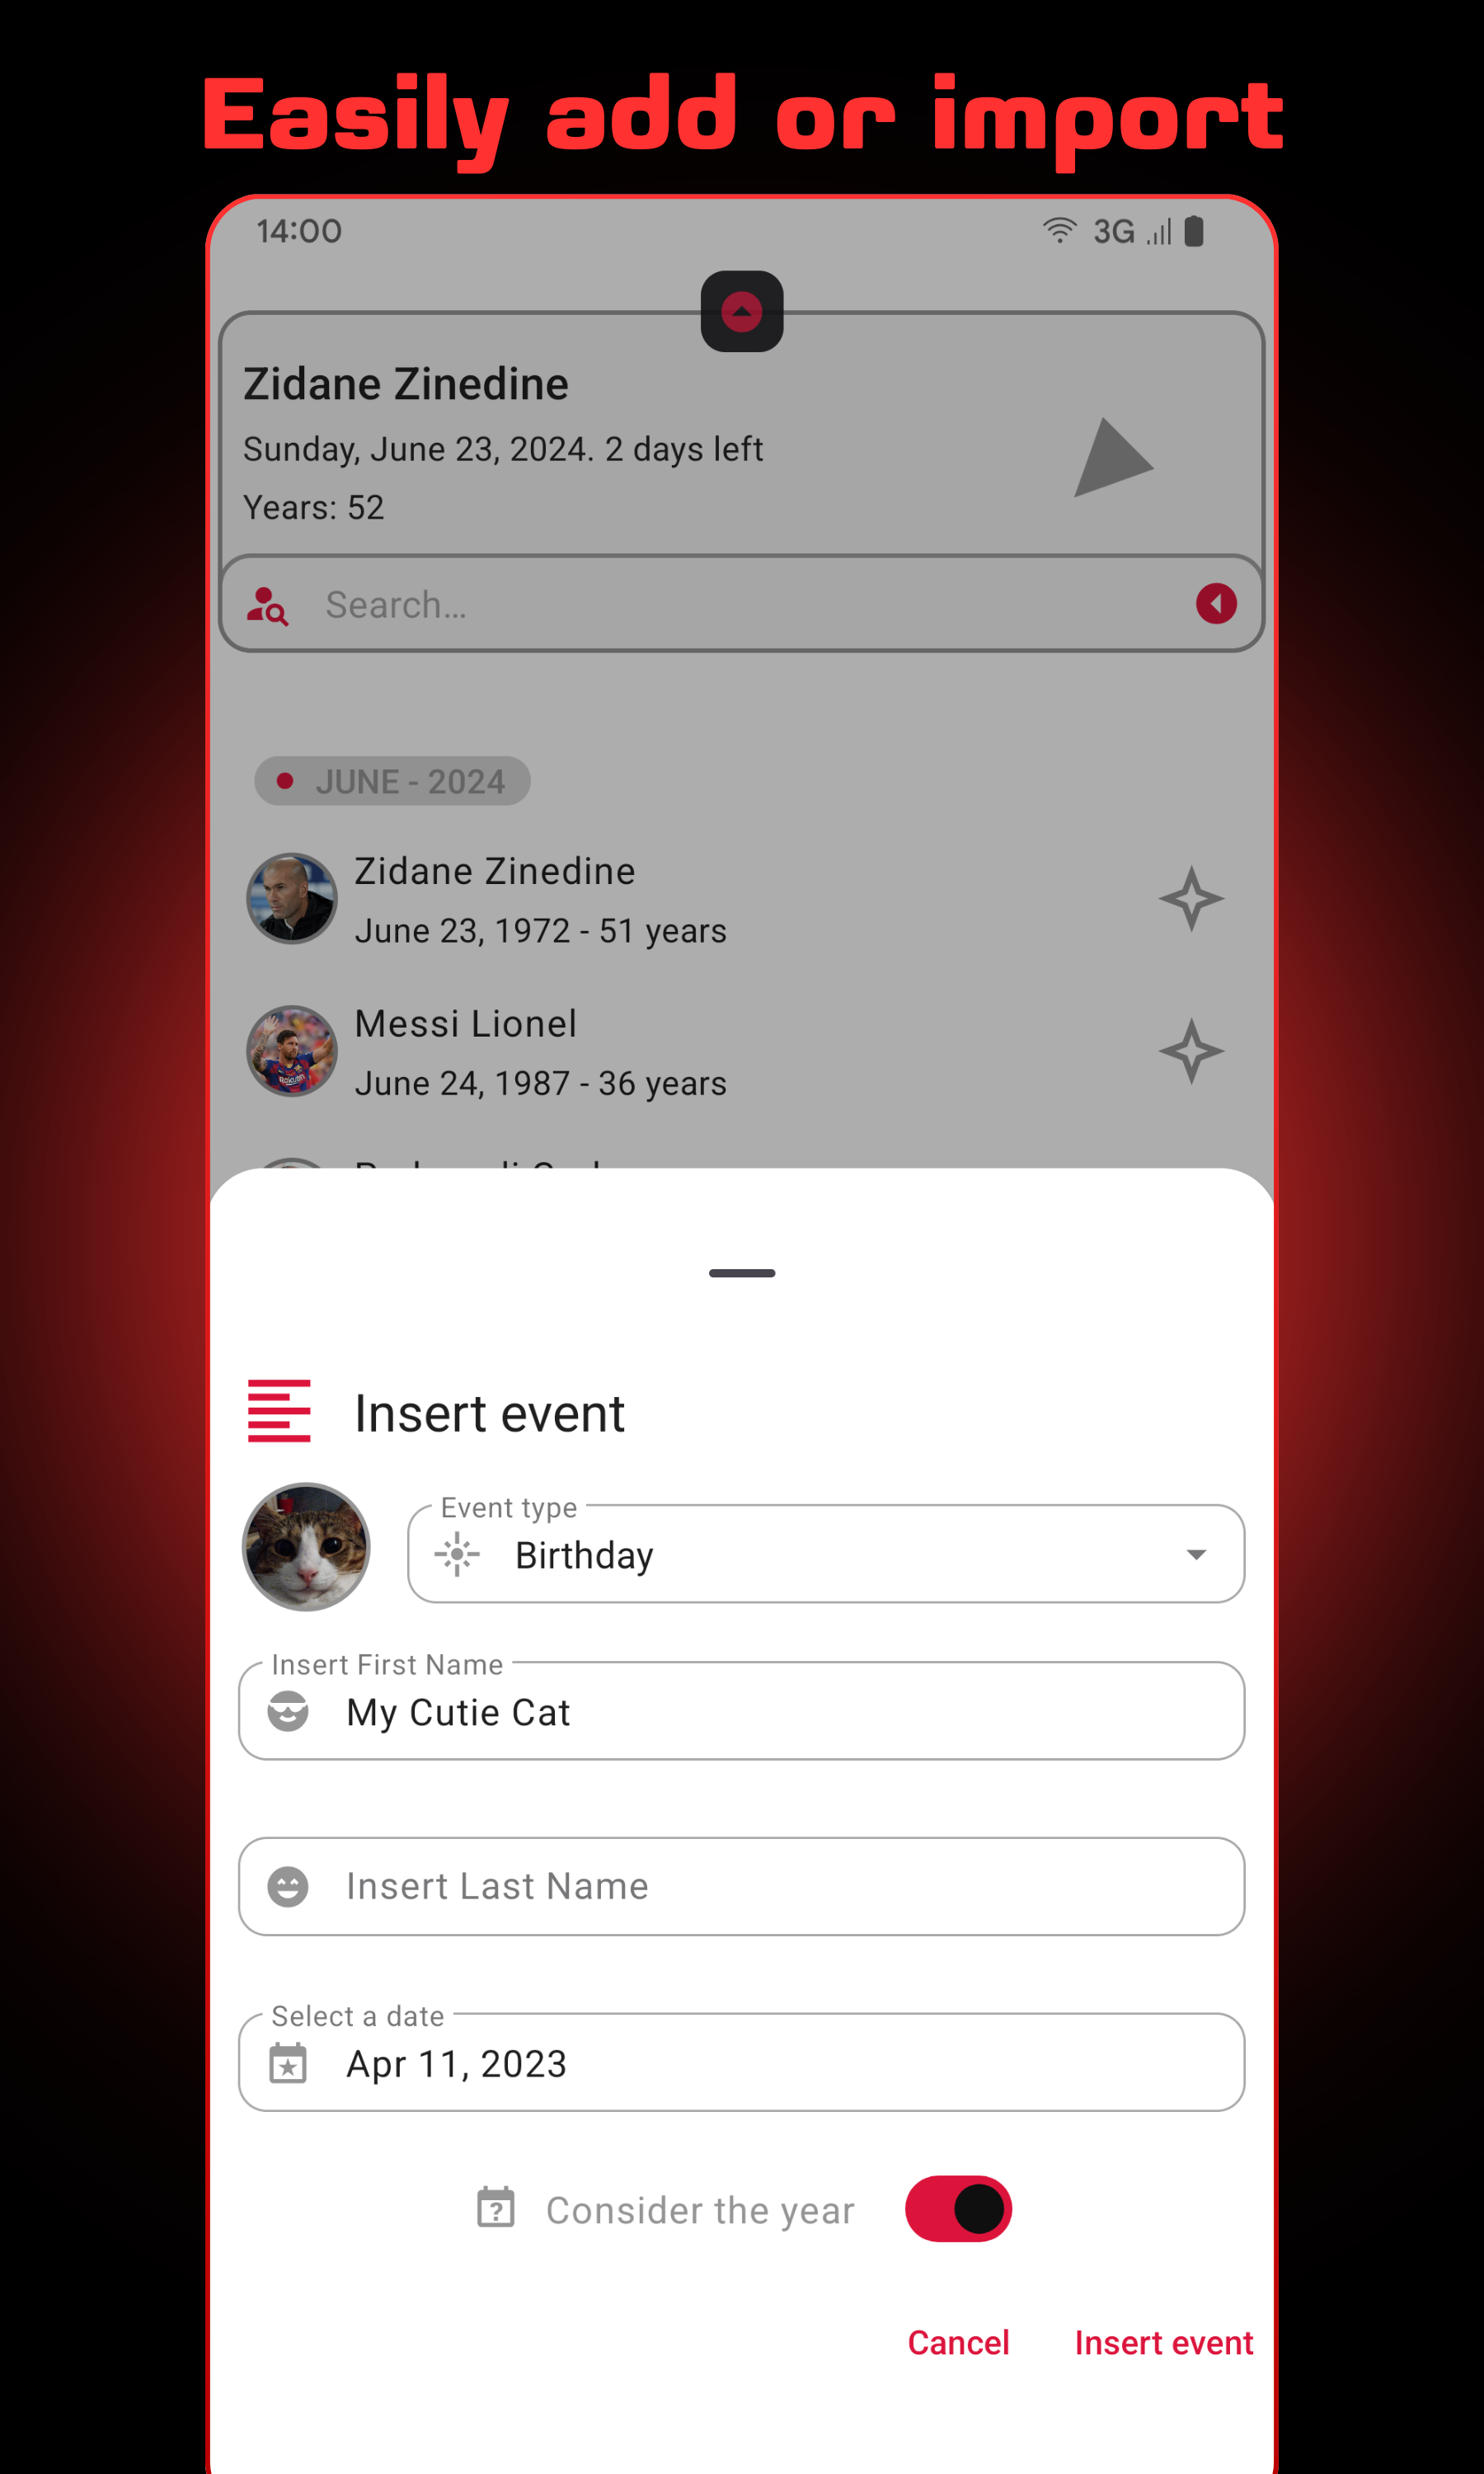 Easily add or import
14:00
3G
Zidane Zinedine
Sunday, June 23, 2024. 2 days left
Years: 52
Search...
JUNE - 2024
Zidane Zinedine
June 23, 1972 - 51 years
Messi Lionel
June 24, 1987 - 36 years
Insert event
Event type
Birthday
Insert First Name
My Cutie Cat
Insert Last Name
Select a date
Apr 11, 2023
Consider the year
Cancel
Insert event